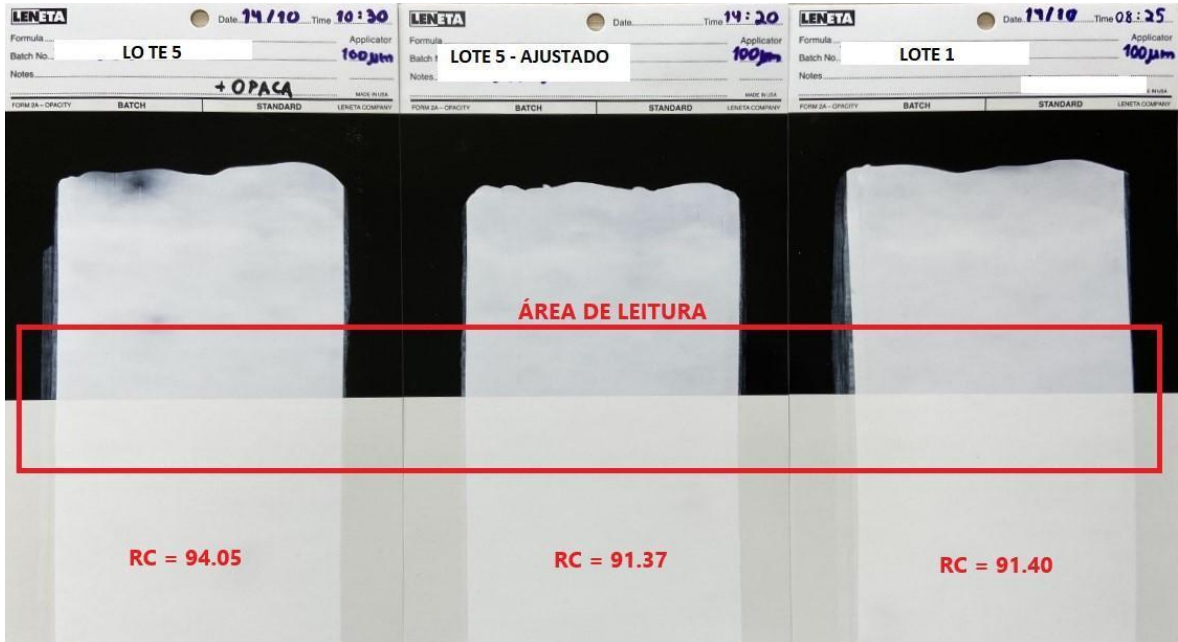 LENETA
Date 14/10 Time 10:30
Formula
Applicator
Batch No.
LO TE 5
100µm
Notes
+ OPACA
MADE IN USA
FORM 2A – OPACITY BATCH STANDARD LENETA COMPANY
LENETA
Date Time 14:20
Formula
Applicator
Batch
LOTE 5 - AJUSTADO
100µm
Notes
MADE IN USA
FORM 2A – OPACITY BATCH STANDARD LENETA COMPANY
LENETA
Date 14/10 Time 08:25
Formula
Applicator
Batch No.
LOTE 1
100µm
Notes
FORM 2A – OPACITY BATCH STANDARD LENETA COMPANY
ÁREA DE LEITURA
RC = 94.05
RC = 91.37
RC = 91.40